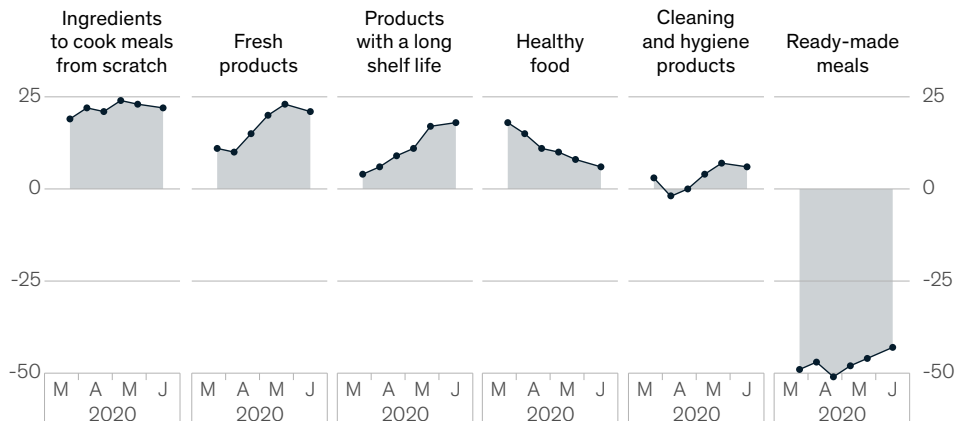 Ingredients
to cook meals
from scratch
Fresh
products
Products
with a long
shelf life
Healthy
food
Cleaning
and hygiene
products
Ready-made
meals
25 25
0 0
-25 -25
-50 -50
M A M J M A M J M A M J M A M J M A M J M A M J
2020 2020 2020 2020 2020 2020